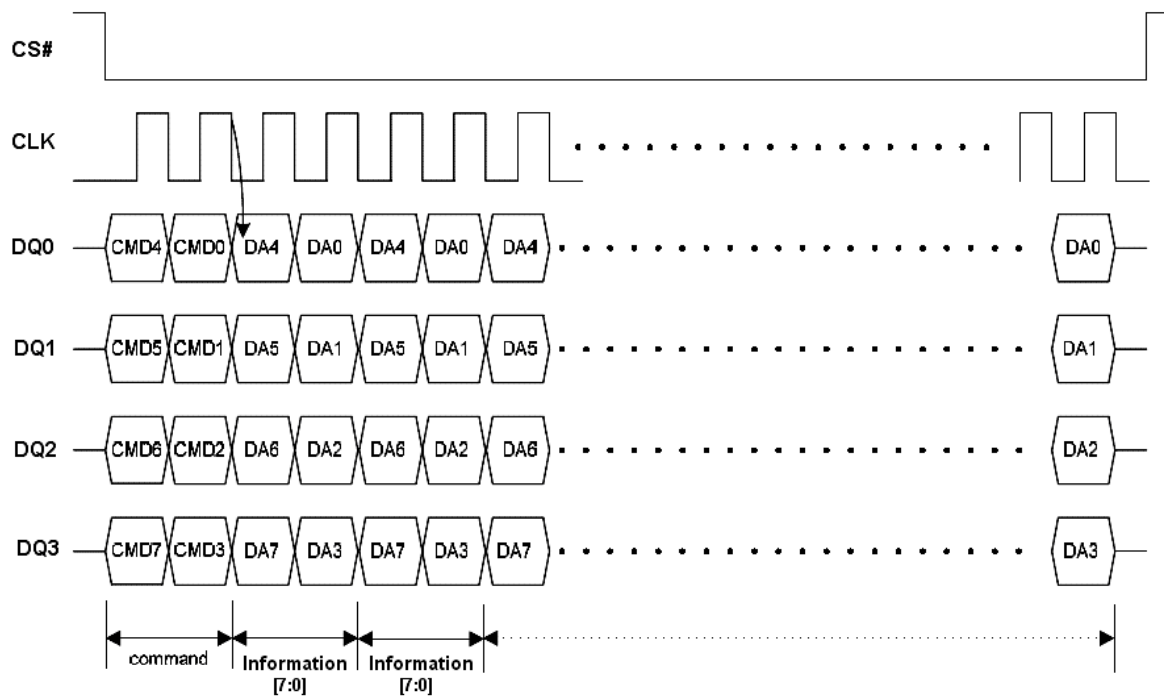 CS#
CLK
DQ0 CMD4 CMD0 DA4 DA0 DA4 DA0 DA4 DA0
DQ1 CMD5 CMD1 DA5 DA1 DA5 DA1 DA5 DA1
DQ2 CMD6 CMD2 DA6 DA2 DA6 DA2 DA6 DA2
DQ3 CMD7 CMD3 DA7 DA3 DA7 DA3 DA7 DA3
command Information Information
[7:0] [7:0]